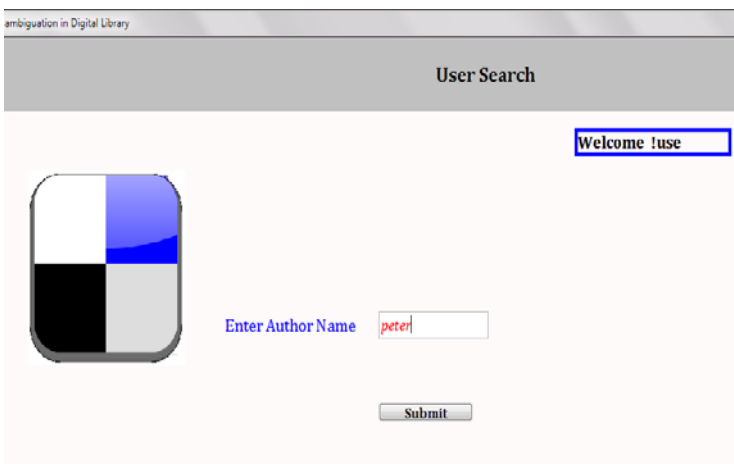 ambiguation in Digital Library
User Search
Welcome !use
Enter Author Name peter
Submit